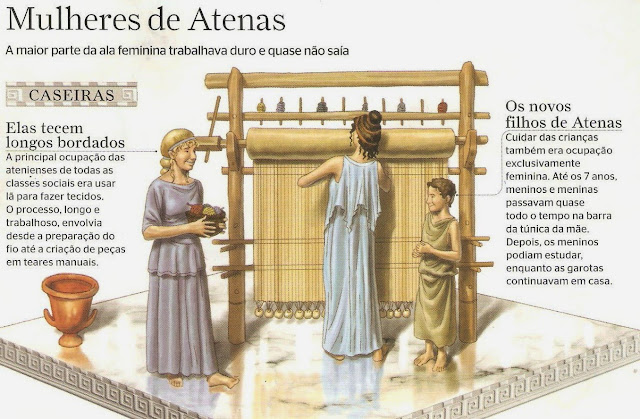 Mulheres de Atenas
A maior parte da ala feminina trabalhava duro e quase não saía
CASEIRAS
Elas tecem
longos bordados
A principal ocupação das
atenienses de todas as
classes sociais era usar
lã para fazer tecidos.
O processo, longo e
trabalhoso, envolvia
desde a preparação do
fio até a criação de peças
em teares manuais.
Os novos
filhos de Atenas
Cuidar das crianças
também era ocupação
exclusivamente
feminina. Até os 7 anos,
meninos e meninas
passavam quase
todo o tempo na barra
da túnica da mãe.
Depois, os meninos
podiam estudar,
enquanto as garotas
continuavam em casa.